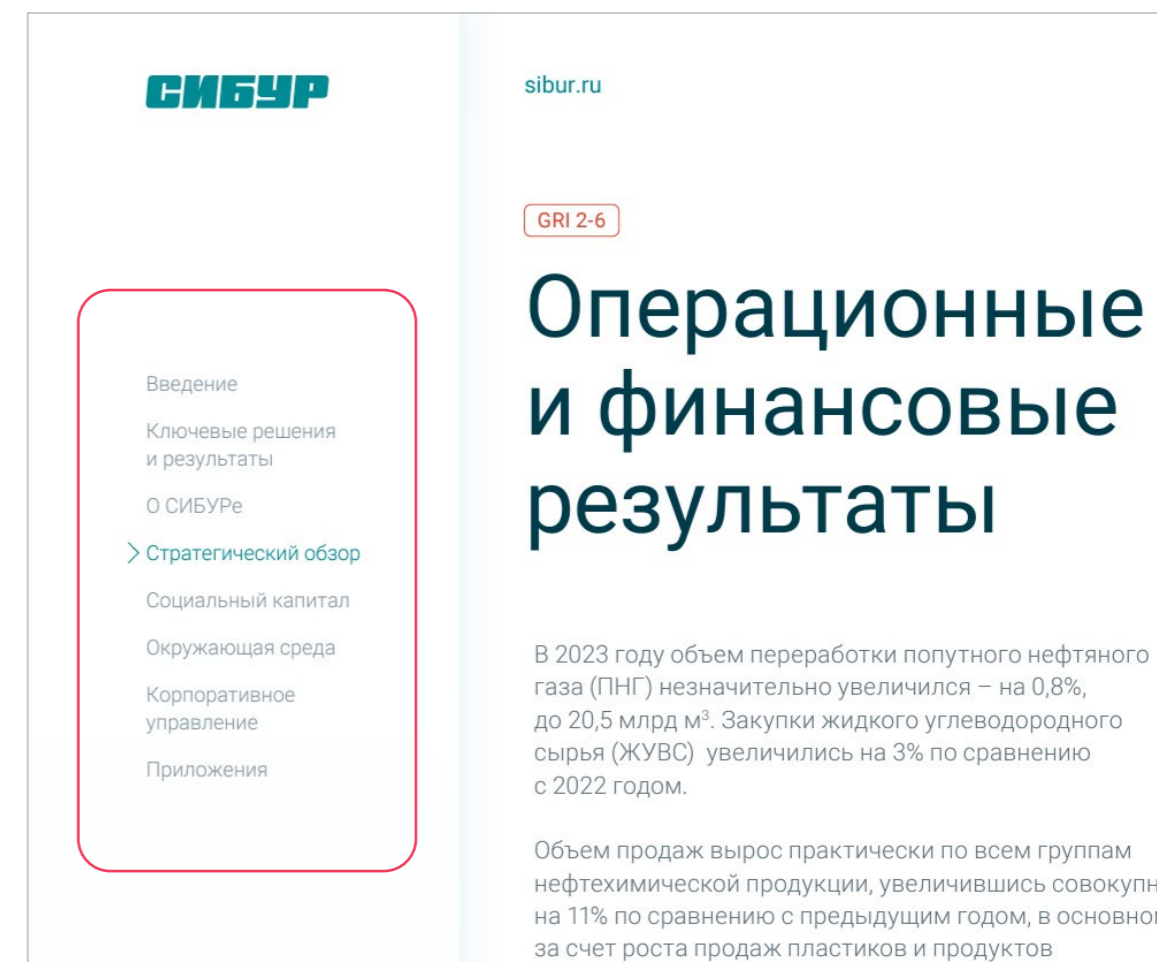 СИБУР
sibur.ru
GRI 2-6
Операционные
и финансовые
результаты
Введение
Ключевые решения
и результаты
О СИБУРе
Стратегический обзор
Социальный капитал
Окружающая среда
Корпоративное
управление
Приложения
В 2023 году объем переработки попутного нефтяного
газа (ПНГ) незначительно увеличился – на 0,8%,
до 20,5 млрд м³. Закупки жидкого углеводородного
сырья (ЖУВС) увеличились на 3% по сравнению
с 2022 годом.
Объем продаж вырос практически по всем группам
нефтехимической продукции, увеличившись
на 11% по сравнению с предыдущим годом, в
за счет роста продаж пластиков и продуктов